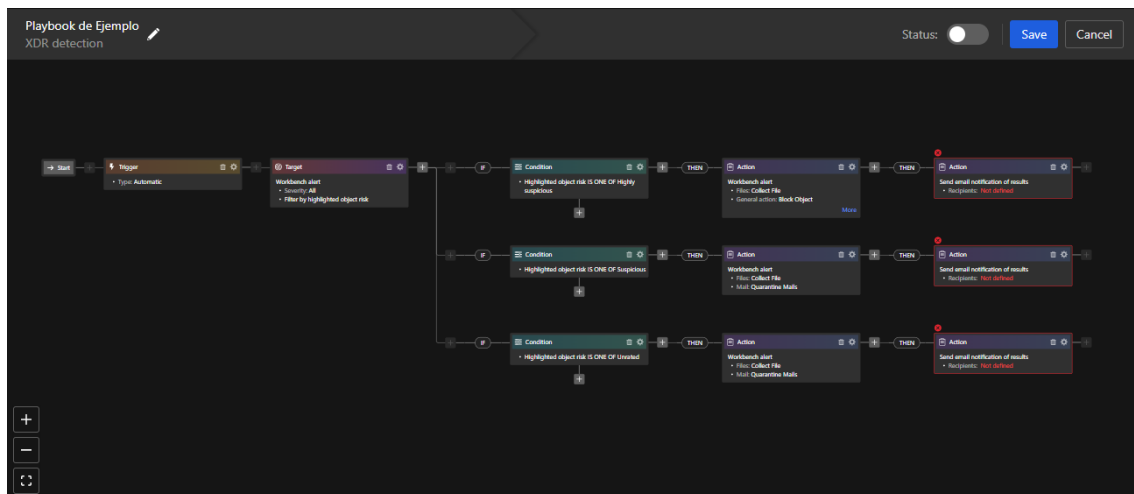 Playbook de Ejemplo
XDR detection
Status:
Save
Cancel
Start
Trigger
• Type: Automatic
Target
Workbench alert
• Severity: All
• Filter by highlighted object risk
IF
Condition
• Highlighted object risk IS ONE OF Highly
suspicious
THEN
Action
Workbench alert
• Files: Collect File
• General action: Block Object
More
THEN
Action
Send email notification of results
• Recipients: Not defined
IF
Condition
• Highlighted object risk IS ONE OF Suspicious
THEN
Action
Workbench alert
• Files: Collect File
• Mail: Quarantine Mails
THEN
Action
Send email notification of results
• Recipients: Not defined
IF
Condition
• Highlighted object risk IS ONE OF Unrated
THEN
Action
Workbench alert
• Files: Collect File
• Mail: Quarantine Mails
THEN
Action
Send email notification of results
• Recipients: Not defined